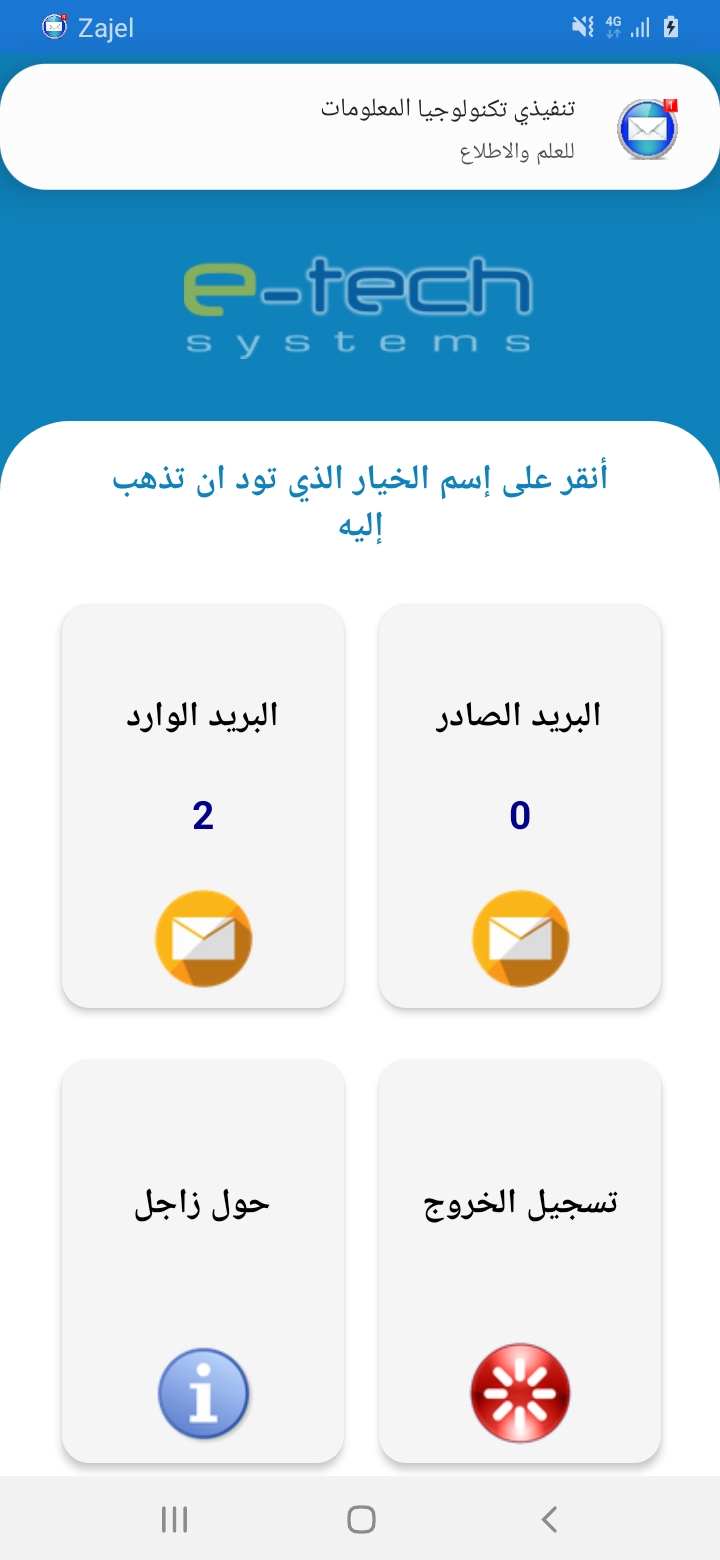 Zajel
4G
تنفيذي تكنولوجيا المعلومات
للعلم والاطلاع
e-tech
systems
أنقر على إسم الخيار الذي تود ان تذهب
إليه
البريد الصادر
0
البريد الوارد
2
تسجيل الخروج
حول زاجل